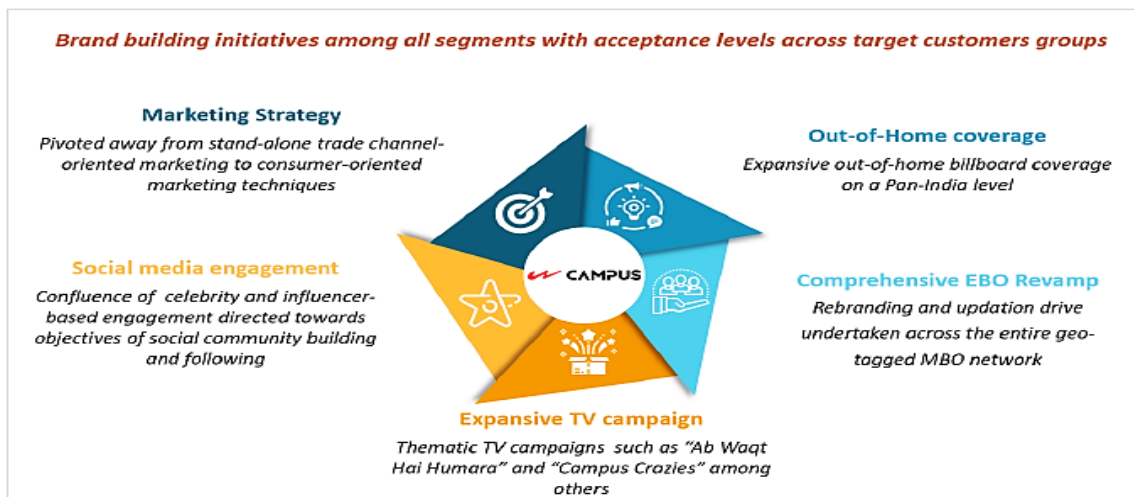 Brand building initiatives among all segments with acceptance levels across target customers groups
Marketing Strategy
Pivoted away from stand-alone trade channel-
oriented marketing to consumer-oriented
marketing techniques
Out-of-Home coverage
Expansive out-of-home billboard coverage
on a Pan-India level
CAMPUS
Social media engagement
Confluence of celebrity and influencer-
based engagement directed towards
objectives of social community building
and following
Comprehensive EBO Revamp
Rebranding and updation drive
undertaken across the entire geo-
tagged MBO network
Expansive TV campaign
Thematic TV campaigns such as “Ab Waqt
Hai Humara” and “Campus Crazies” among
others